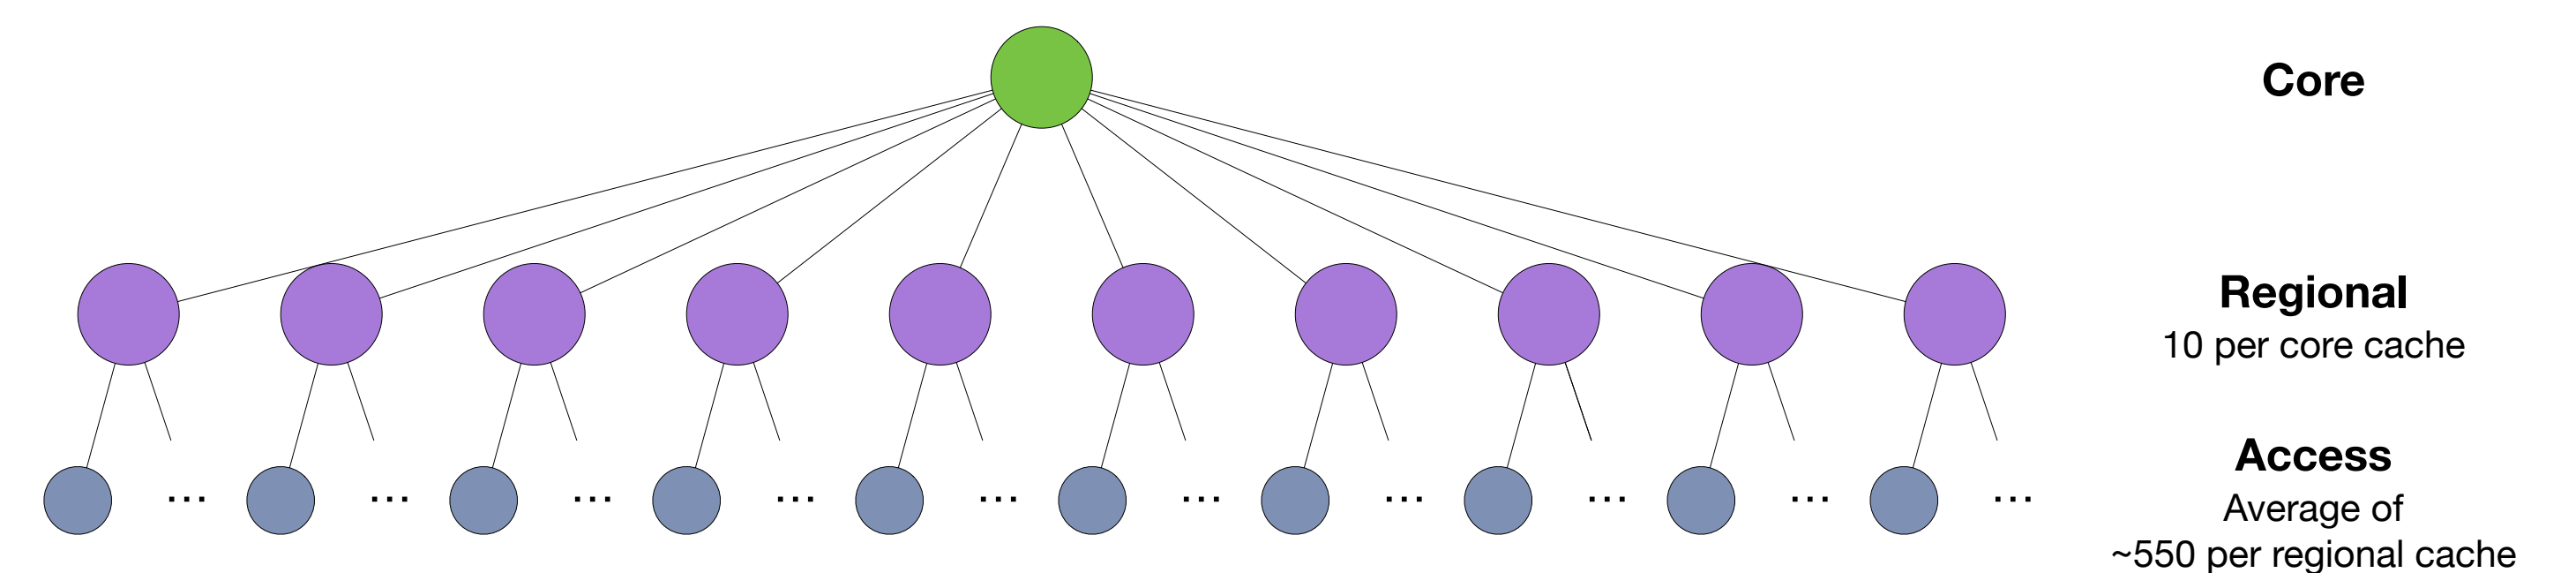 Core
Regional
10 per core cache
Access
Average of
~550 per regional cache
... ... ... ... ... ... ... ... ... ...